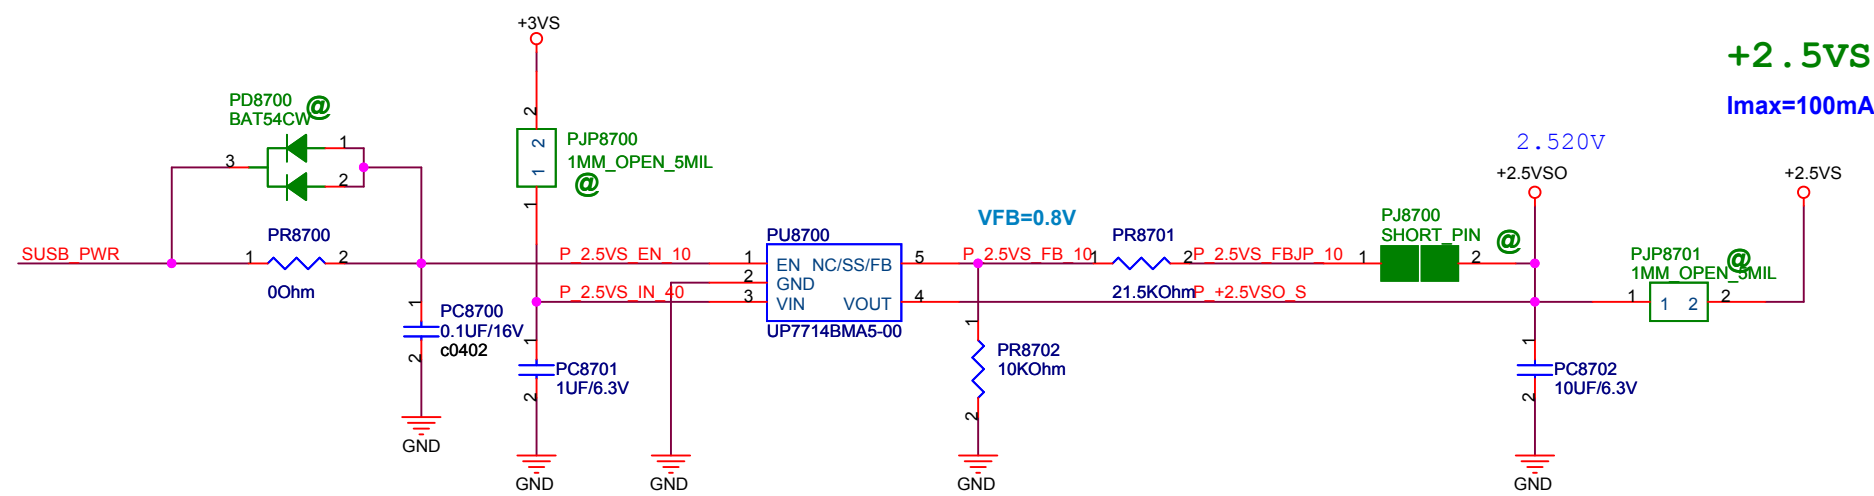 +3VS
+2.5VS
Imax=100mA
PD8700
@
BAT54CW
1
3
2
2
2
1
PJP8700
1MM_OPEN_5MIL
@
1
2.520V
+2.5VSO
+2.5VS
SUSB_PWR
PR8700
1
2
0Ohm
P_2.5VS_EN_10
P_2.5VS_IN_40
PU8700
1
2
3
EN
NC/SS/FB
GND
VIN
VOUT
5
4
UP7714BMA5-00
VFB=0.8V
P_2.5VS_FB_10
1
PR8701
2
21.5KOhm
P_2.5VS_FBJP_10
P_+2.5VSO_S
PJ8700
SHORT_PIN
@
1
2
PJP8701
1MM_OPEN_5MIL
@
1
1
2
2
1
PC8700
0.1UF/16V
c0402
2
GND
1
PC8701
1UF/6.3V
2
GND
GND
1
PR8702
10KOhm
2
GND
1
PC8702
10UF/6.3V
2
GND